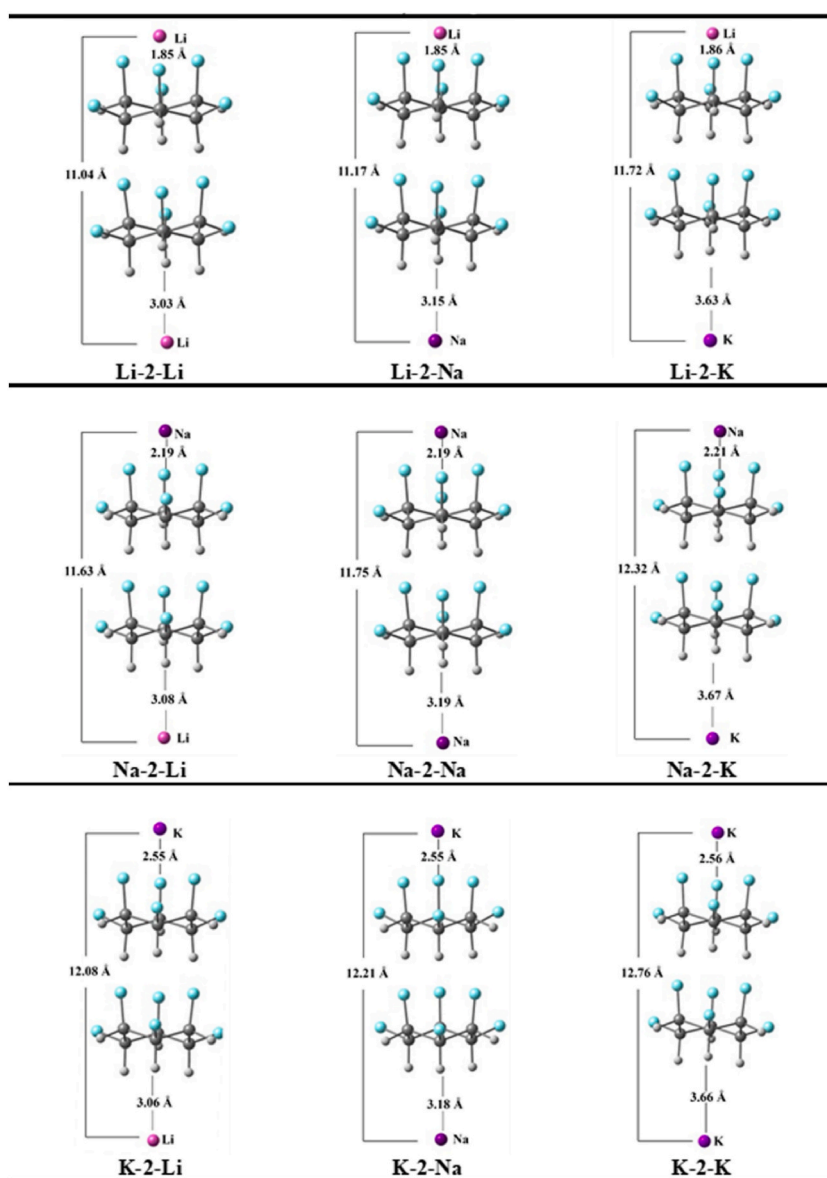 Li
1.85 Å
11.04 Å
3.03 Å
Li
Li-2-Li
Li
1.85 Å
11.17 Å
3.15 Å
Na
Li-2-Na
Li
1.86 Å
11.72 Å
3.63 Å
K
Li-2-K
Na
2.19 Å
11.63 Å
3.08 Å
Li
Na-2-Li
Na
2.19 Å
11.75 Å
3.19 Å
Na
Na-2-Na
Na
2.21 Å
12.32 Å
3.67 Å
K
Na-2-K
K
2.55 Å
12.08 Å
3.06 Å
Li
K-2-Li
K
2.55 Å
12.21 Å
3.18 Å
Na
K-2-Na
K
2.56 Å
12.76 Å
3.66 Å
K
K-2-K